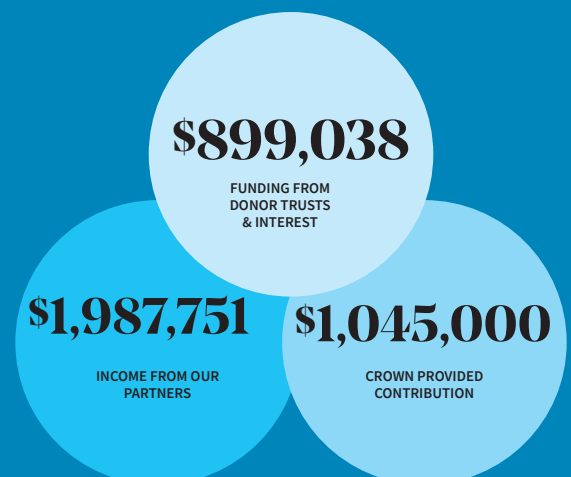 $899,038
FUNDING FROM
DONOR TRUSTS
& INTEREST
$1,987,751
INCOME FROM OUR
PARTNERS
$1,045,000
CROWN PROVIDED
CONTRIBUTION